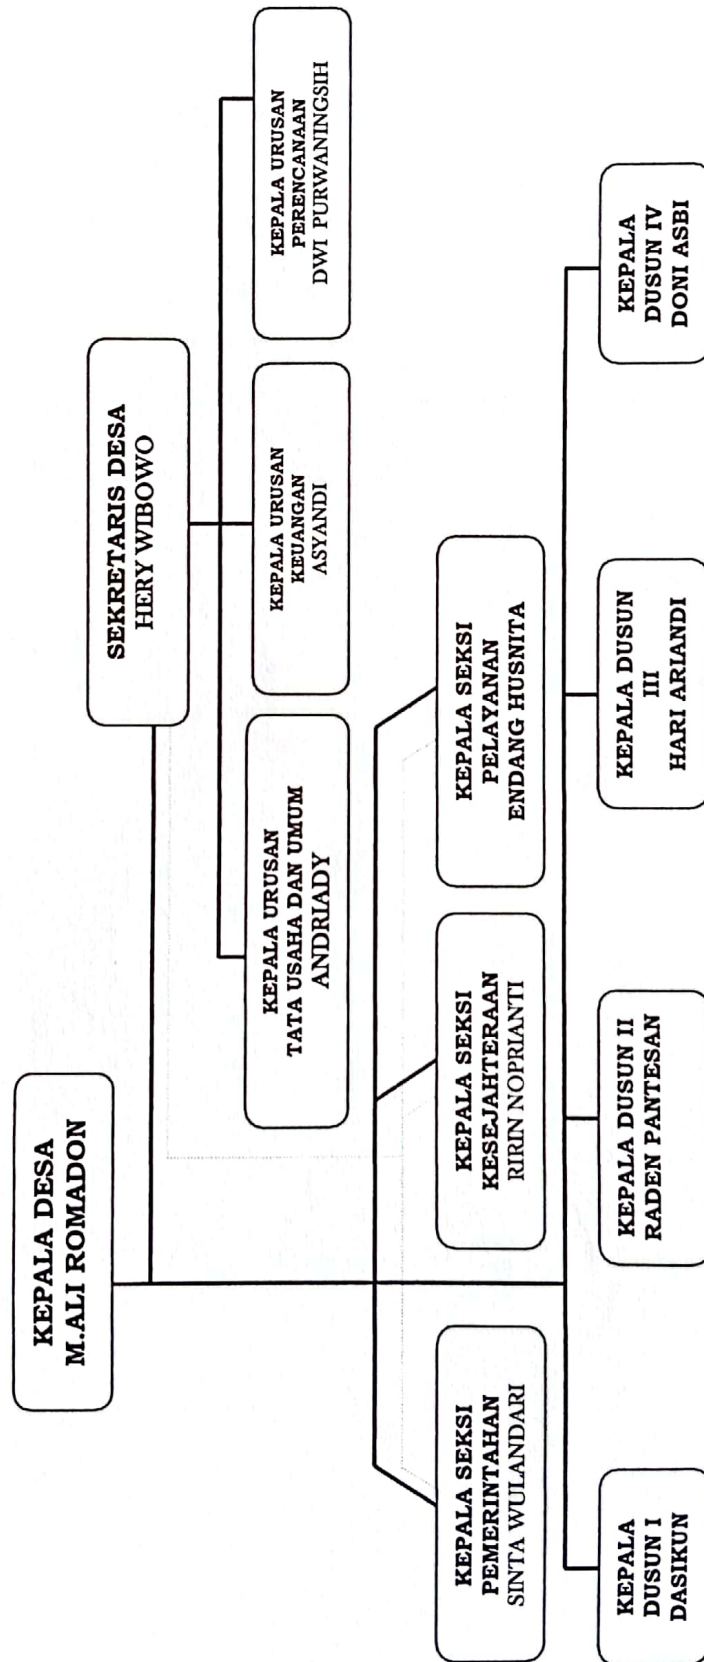 KEPALA DESA
M.ALI ROMADON
SEKRETARIS DESA
HERY WIBOWO
KEPALA URUSAN
TATA USAHA DAN UMUM
ANDRIADY
KEPALA URUSAN
KEUANGAN
ASYANDI
KEPALA URUSAN
PERENCANAAN
DWI PURWANINGSIH
KEPALA SEKSI
PEMERINTAHAN
SINTA WULANDARI
KEPALA SEKSI
KESEJAHTERAAN
RIRIN NOPRIANTI
KEPALA SEKSI
PELAYANAN
ENDANG HUSNITA
KEPALA
DUSUN I
DASIKUN
KEPALA DUSUN II
RADEN PANTESAN
KEPALA DUSUN
III
HARI ARIANDI
KEPALA
DUSUN IV
DONI ASBI